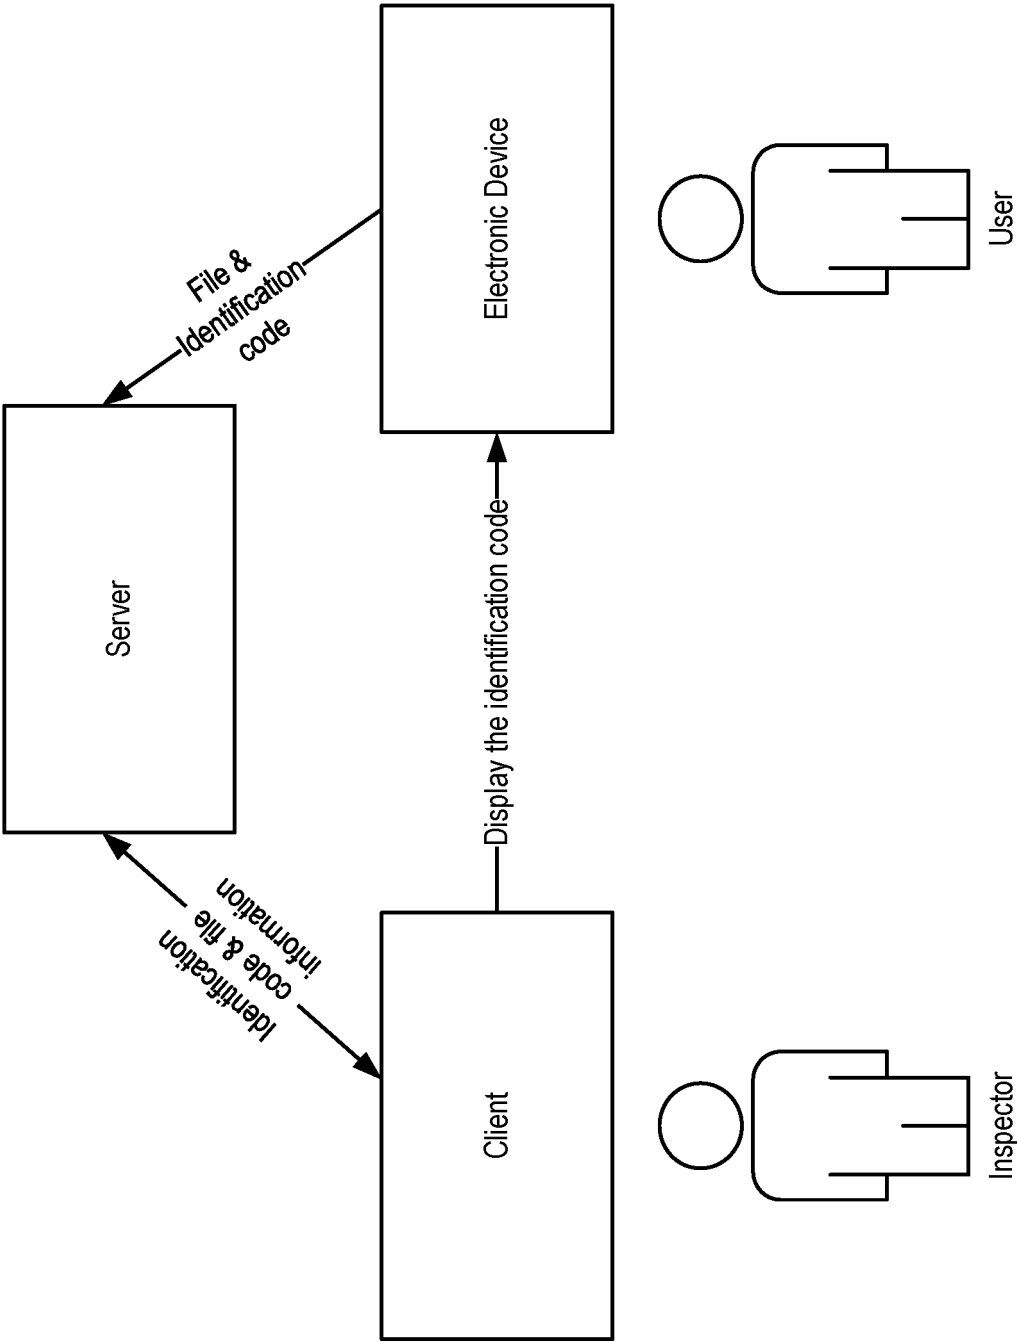 Server
Identification
code & file
information
File &
Identification
code
Client
Display the identification code
Electronic Device
Inspector
User